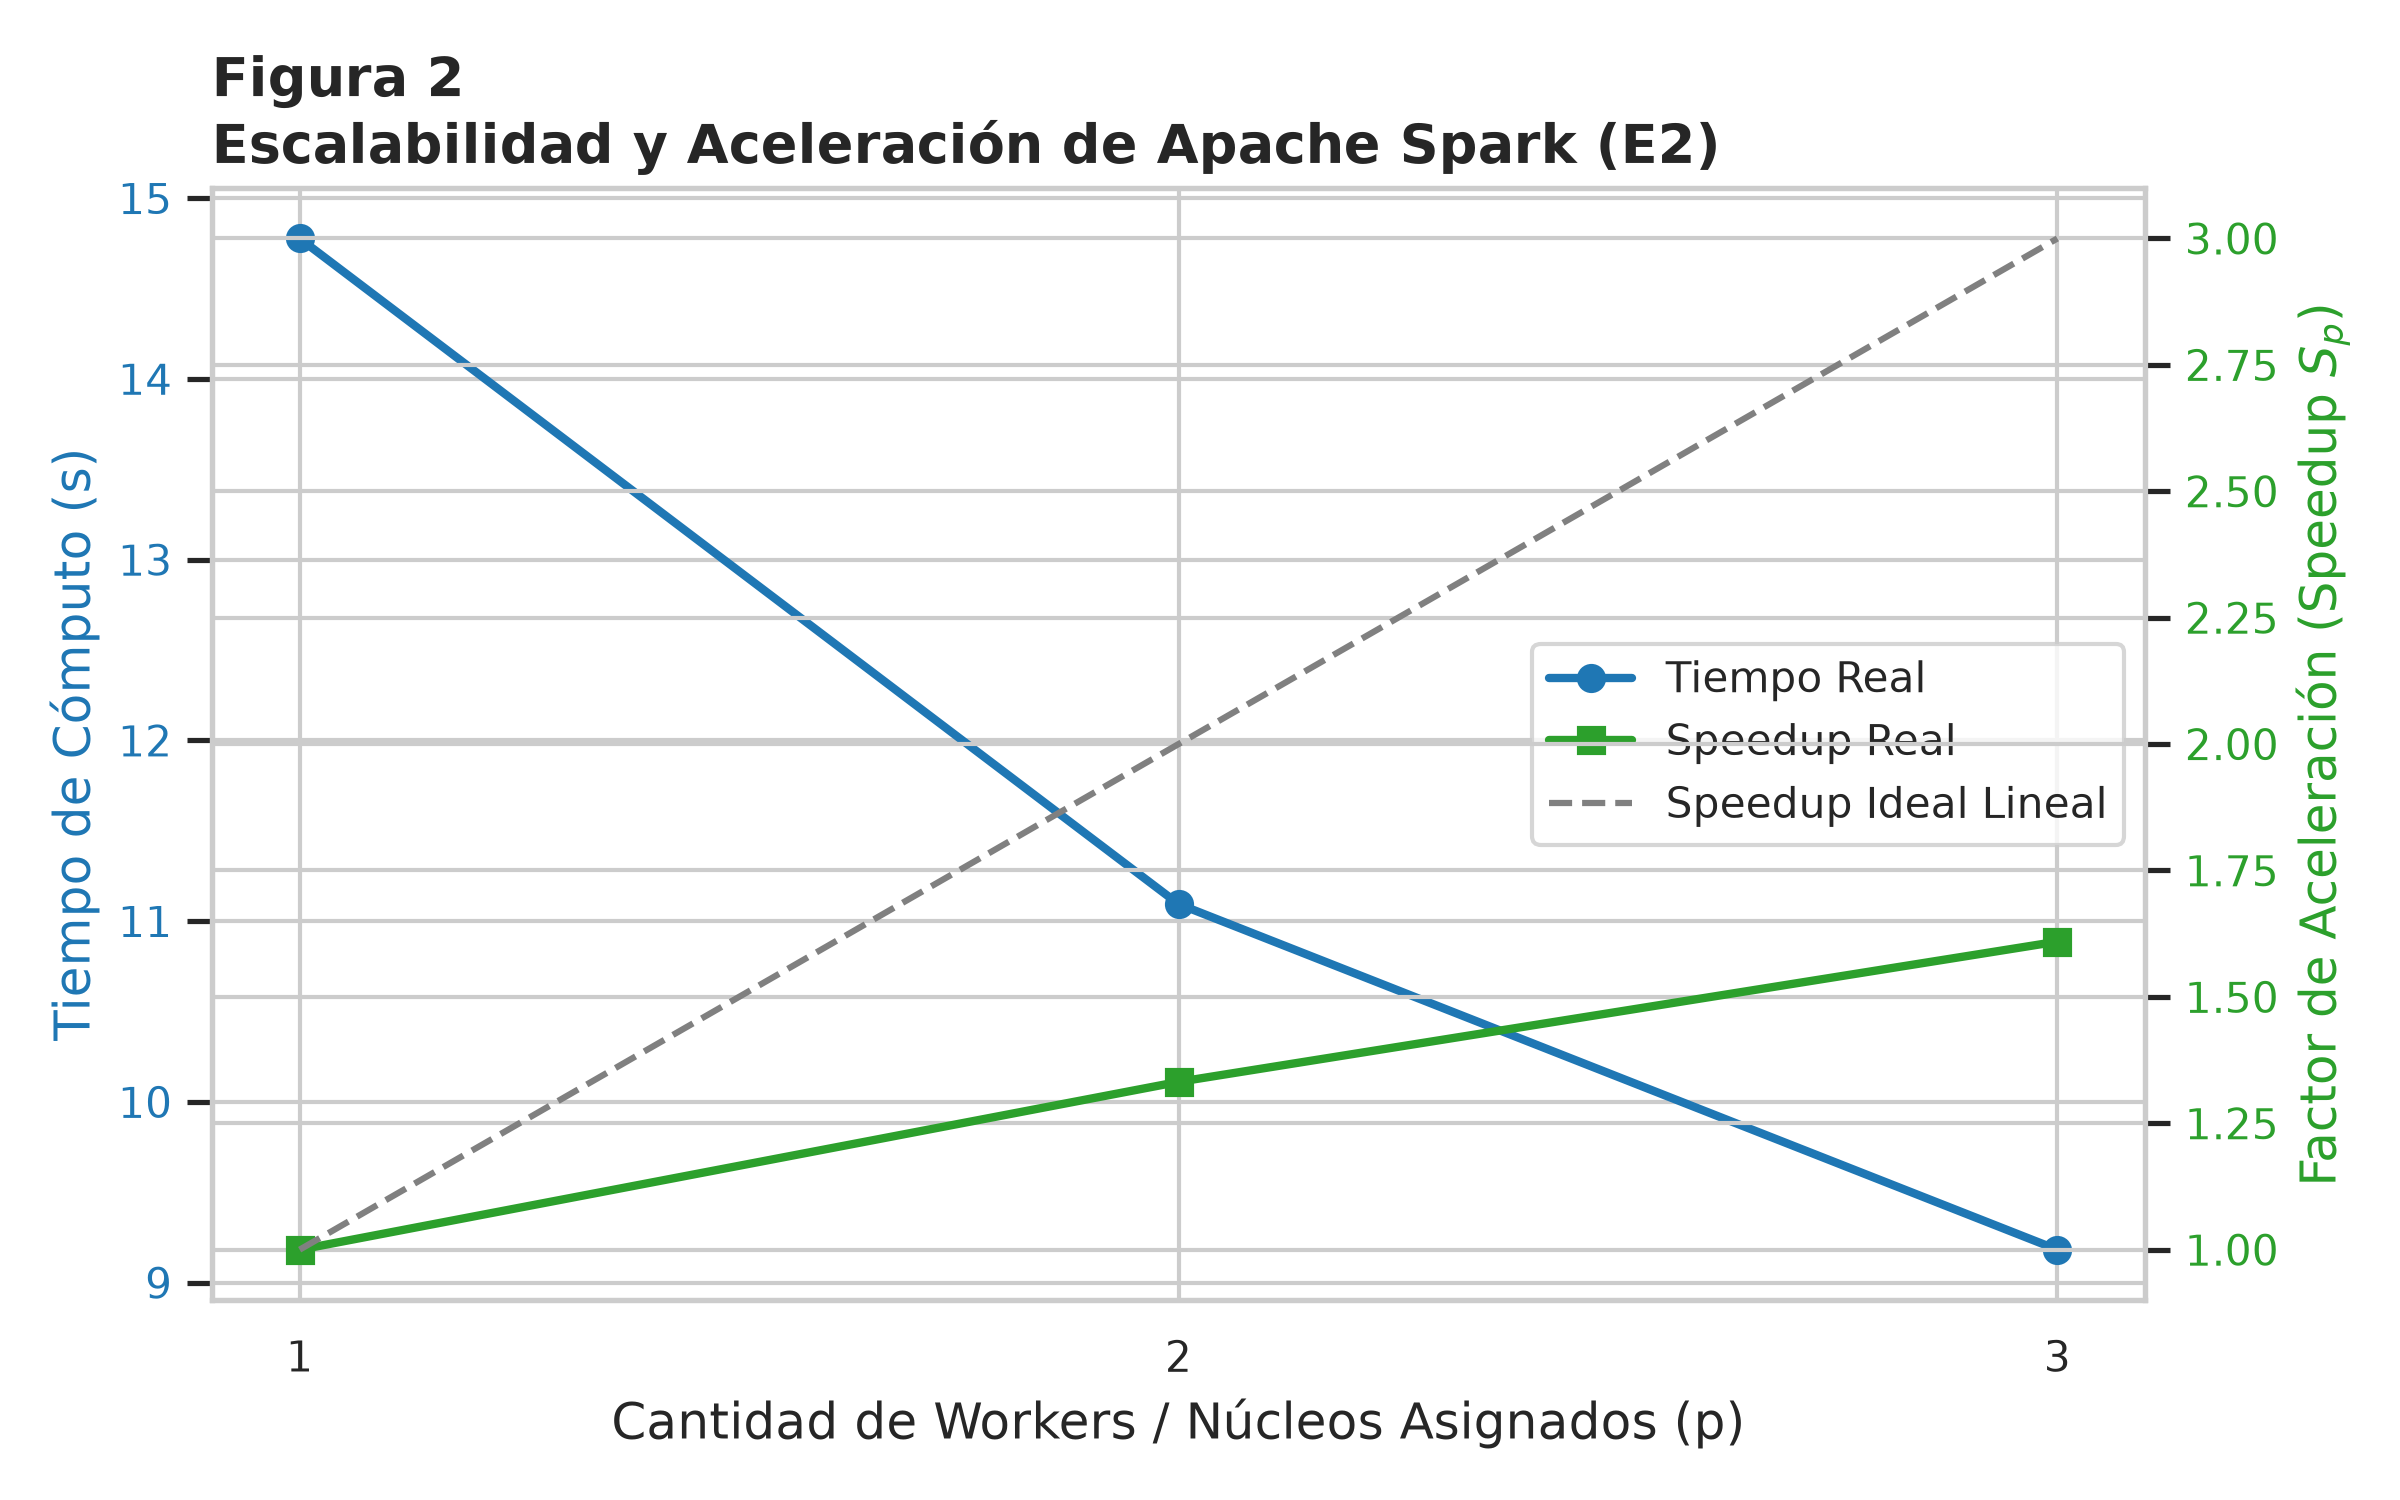 Figura 2
Escalabilidad y Aceleración de Apache Spark (E2)
15
14
13
12
11
10
9
Tiempo de Cómputo (s)
3.00
2.75
2.50
2.25
2.00
1.75
1.50
1.25
1.00
Factor de Aceleración (Speedup Sp)
Tiempo Real
Speedup Real
Speedup Ideal Lineal
1
2
3
Cantidad de Workers / Núcleos Asignados (p)